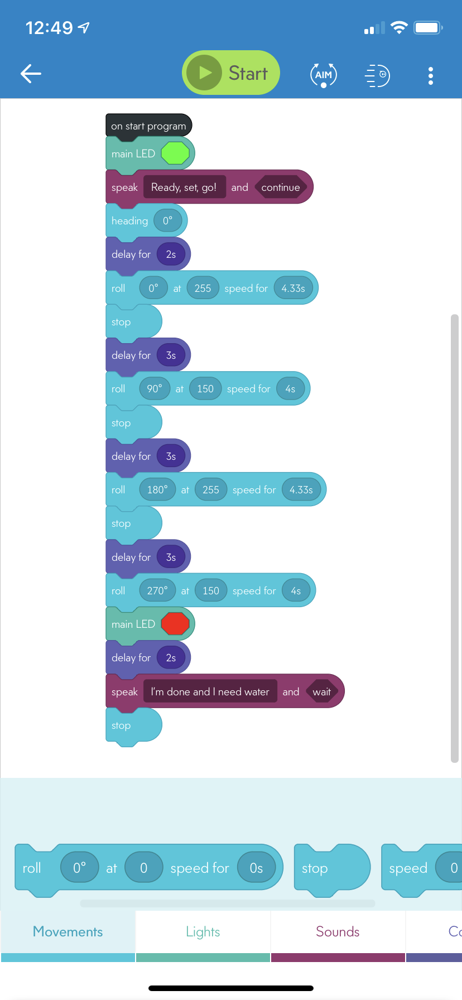 12:49
Start
AIM
on start program
main LED
speak Ready, set, go! and continue
heading 0°
delay for 2s
roll 0° at 255 speed for 4.33s
stop
delay for 3s
roll 90° at 150 speed for 4s
stop
delay for 3s
roll 180° at 255 speed for 4.33s
stop
delay for 3s
roll 270° at 150 speed for 4s
main LED
delay for 2s
speak I'm done and I need water and wait
stop
roll 0° at 0 speed for 0s stop speed 0
Movements Lights Sounds